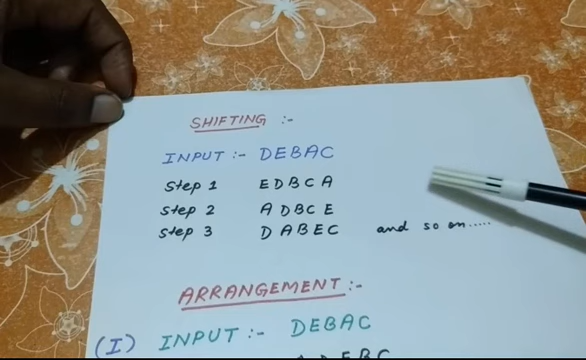 SHIFTING :-
INPUT :- DEBAC
Step 1 EDBCA
Step 2 ADBCE
Step 3 DABEC and so on.....
ARRANGEMENT :-
(I) INPUT :- DEBAC